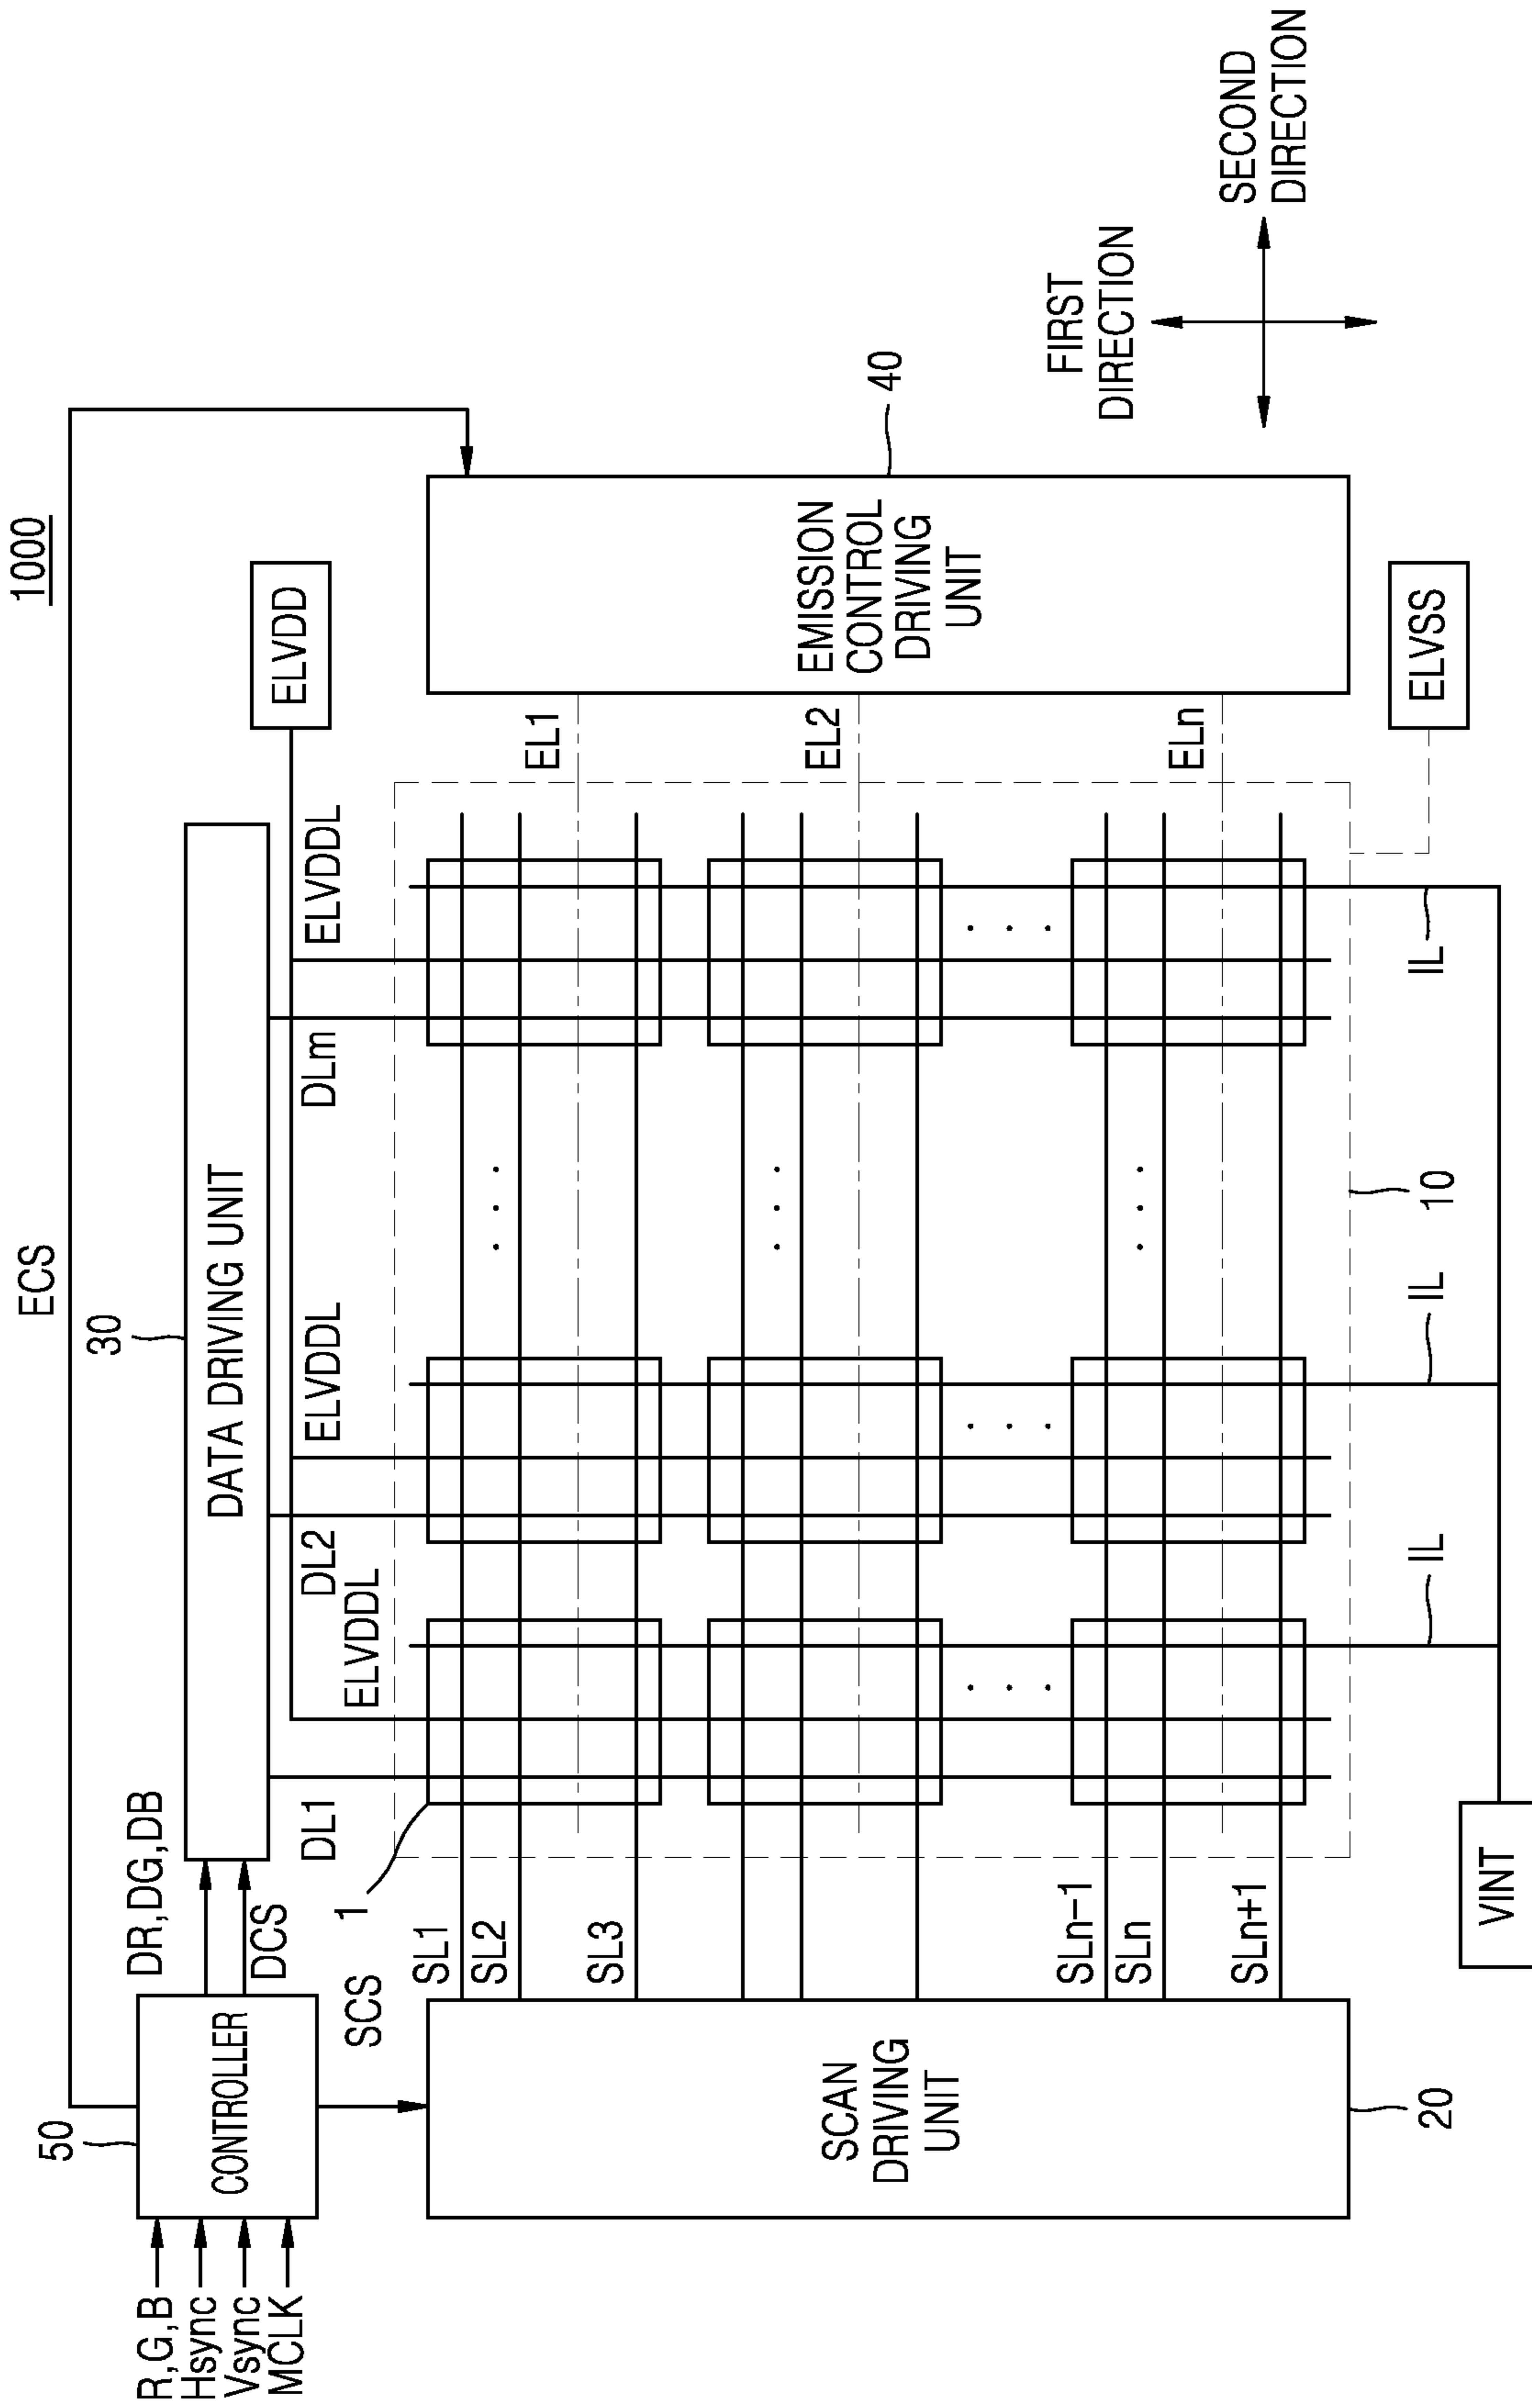 1000
ECS
50
30
R,G,B
Hsync
Vsync
MCLK
CONTROLLER
DR,DG,DB
DCS
DATA DRIVING UNIT
ELVDD
SCS
1
DL1
ELVDDL
DL2
ELVDDL
DLm
ELVDDL
SL1
SL2
SL3
SLn-1
SLn
SLn+1
EL1
EL2
ELn
SCAN
DRIVING
UNIT
20
EMISSION
CONTROL
DRIVING
UNIT
40
FIRST
DIRECTION
SECOND
DIRECTION
IL
IL
10
IL
ELVSS
VINT